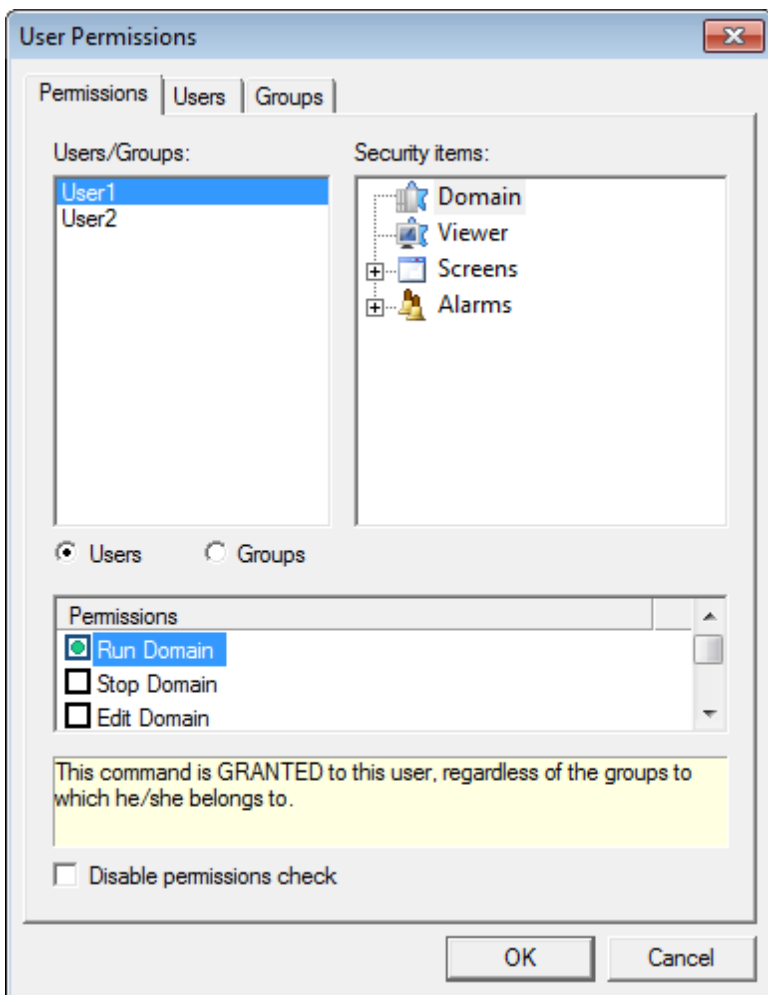 User Permissions
Permissions Users Groups
Users/Groups: Security items:
User1
User2
Domain
Viewer
Screens
Alarms
Users Groups
Permissions
Run Domain
Stop Domain
Edit Domain
This command is GRANTED to this user, regardless of the groups to
which he/she belongs to.
Disable permissions check
OK Cancel